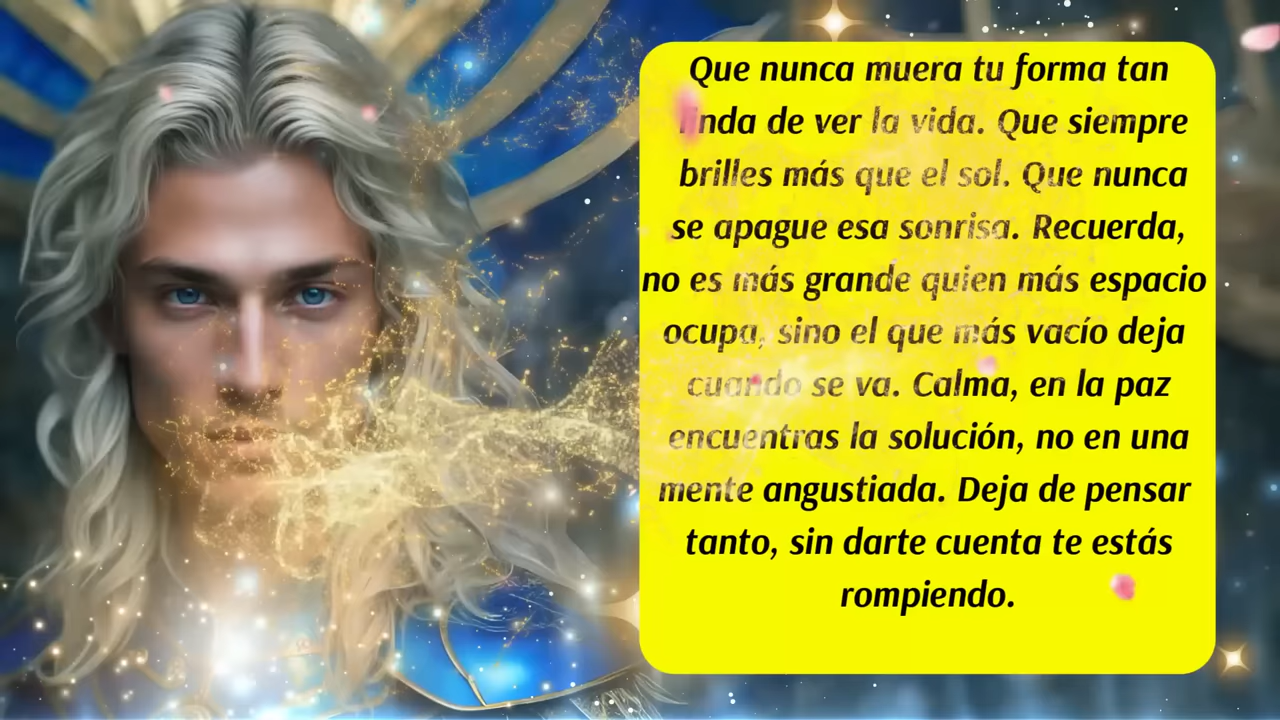 Que nunca muera tu forma tan
linda de ver la vida. Que siempre
brilles más que el sol. Que nunca
se apague esa sonrisa. Recuerda,
no es más grande quien más espacio
ocupa, sino el que más vacío deja
cuando se va. Calma, en la paz
encuentras la solución, no en una
mente angustiada. Deja de pensar
tanto, sin darte cuenta te estás
rompiendo.